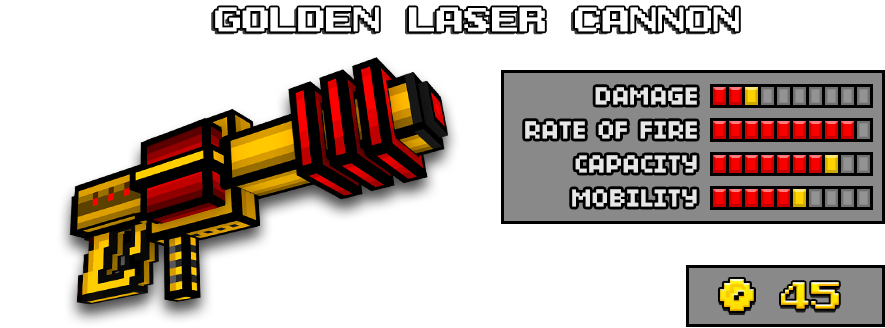 GOLDEN LASER CANNON
DAMAGE
RATE OF FIRE
CAPACITY
MOBILITY
45